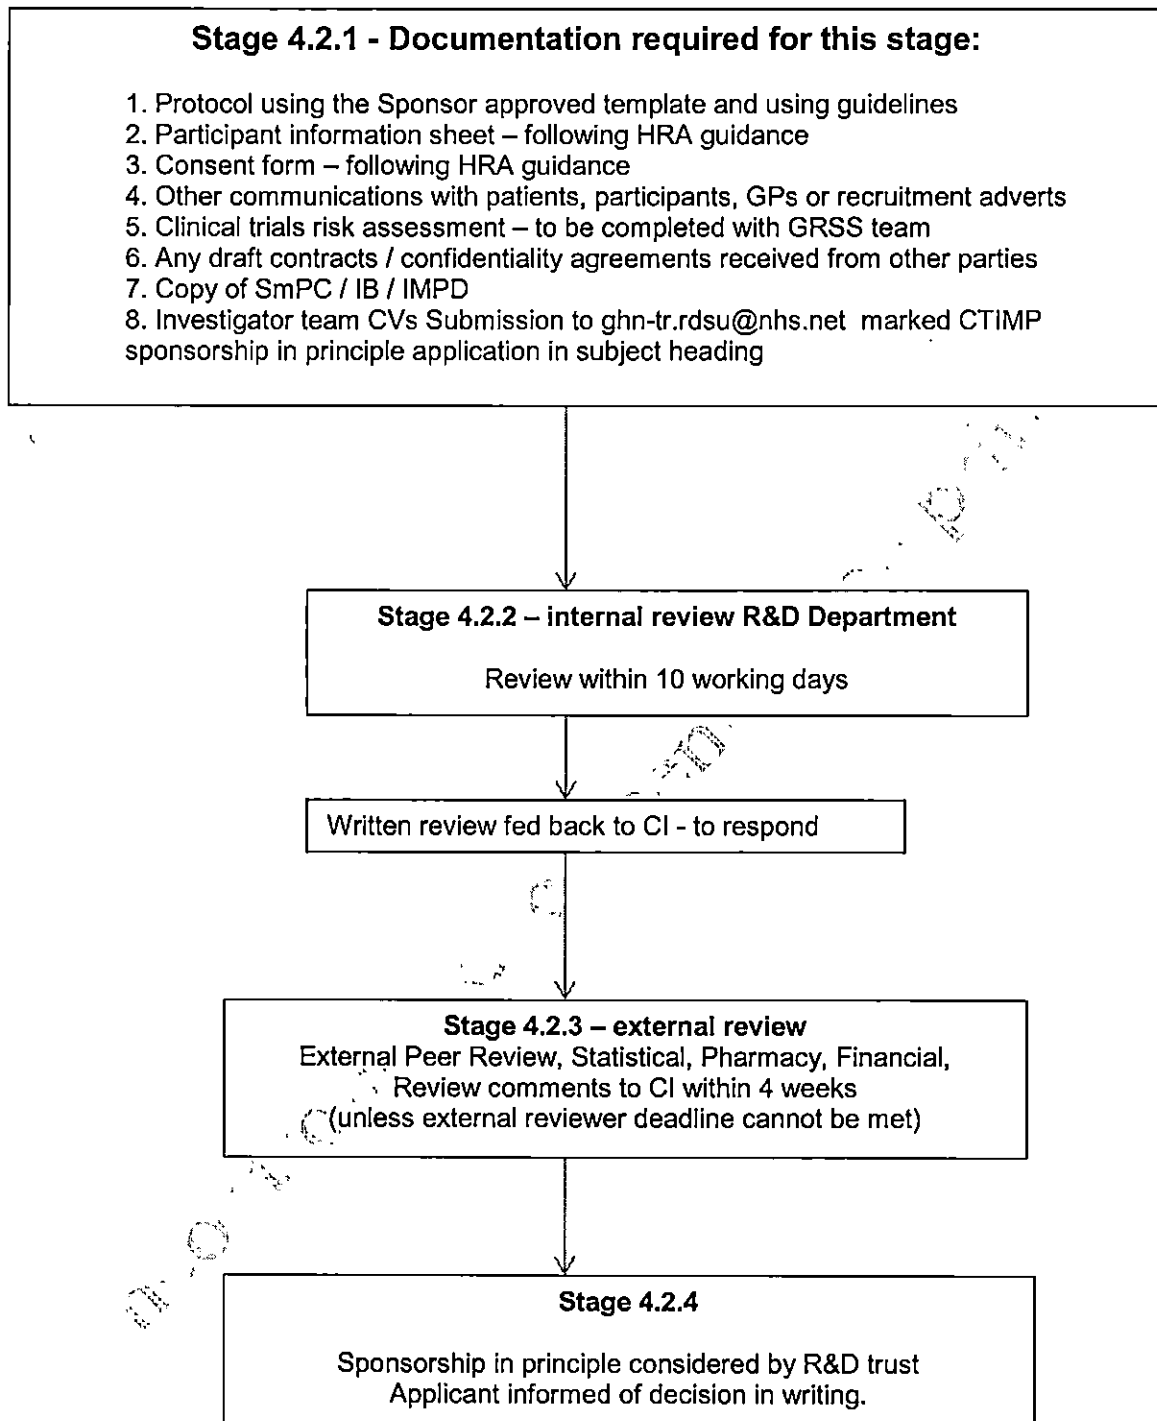 Stage 4.2.1 - Documentation required for this stage:
1. Protocol using the Sponsor approved template and using guidelines
2. Participant information sheet – following HRA guidance
3. Consent form – following HRA guidance
4. Other communications with patients, participants, GPs or recruitment adverts
5. Clinical trials risk assessment – to be completed with GRSS team
6. Any draft contracts / confidentiality agreements received from other parties
7. Copy of SmPC / IB / IMPD
8. Investigator team CVs Submission to ghn-tr.rdsu@nhs.net marked CTIMP
sponsorship in principle application in subject heading
Stage 4.2.2 – internal review R&D Department
Review within 10 working days
Written review fed back to CI - to respond
Stage 4.2.3 – external review
External Peer Review, Statistical, Pharmacy, Financial,
Review comments to CI within 4 weeks
(unless external reviewer deadline cannot be met)
Stage 4.2.4
Sponsorship in principle considered by R&D trust
Applicant informed of decision in writing.